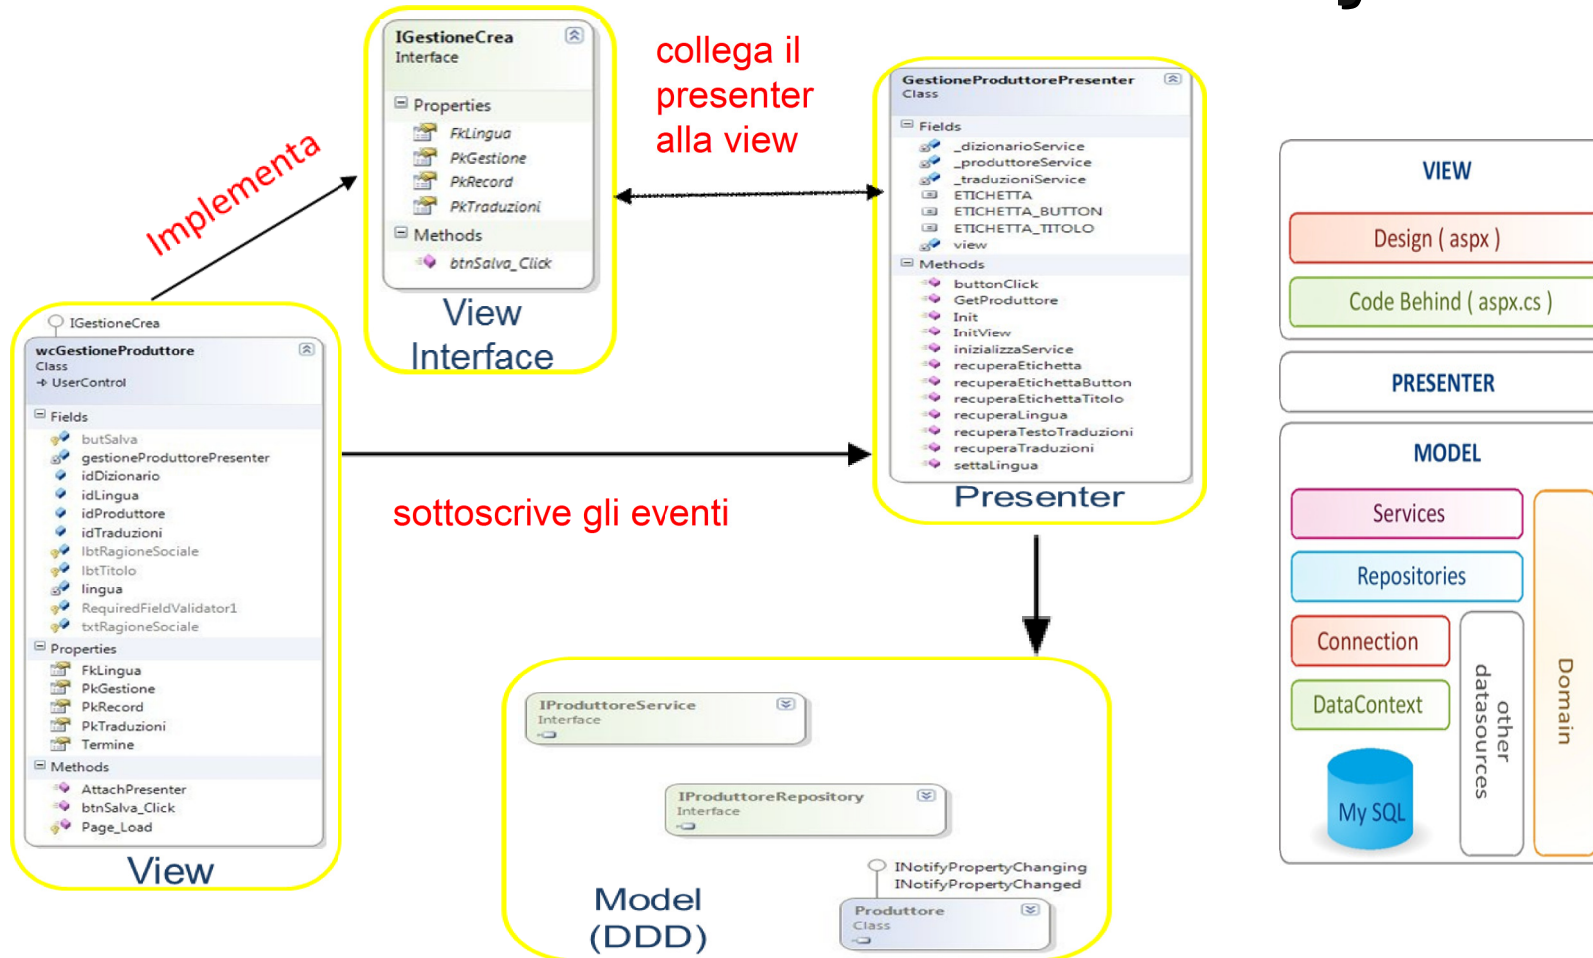 IGestioneCrea
Interface
Properties
FkLingua
PkGestione
PkRecord
PkTraduzioni
Methods
btnSalva_Click
View
Interface
Implementa
collega il
presenter
alla view
GestioneProduttorePresenter
Class
Fields
_dizionarioService
_produttoreService
_traduzioniService
ETICHETTA
ETICHETTA_BUTTON
ETICHETTA_TITOLO
view
Methods
buttonClick
GetProduttore
Init
InitView
inizializzaService
recuperaEtichetta
recuperaEtichettaButton
recuperaEtichettaTitolo
recuperaLingua
recuperaTestoTraduzioni
recuperaTraduzioni
settaLingua
Presenter
IGestioneCrea
wcGestioneProduttore
Class
UserControl
Fields
butSalva
gestioneProduttorePresenter
idDizionario
idLingua
idProduttore
idTraduzioni
lbtRagioneSociale
lbtTitolo
lingua
RequiredFieldValidator1
txtRagioneSociale
Properties
FkLingua
PkGestione
PkRecord
PkTraduzioni
Termine
Methods
AttachPresenter
btnSalva_Click
Page_Load
View
sottoscrive gli eventi
IProduttoreService
Interface
IProduttoreRepository
Interface
INotifyPropertyChanging
INotifyPropertyChanged
Produttore
Class
Model
(DDD)
VIEW
Design ( aspx )
Code Behind ( aspx.cs )
PRESENTER
MODEL
Services
Repositories
Connection
DataContext
My SQL
other
datasources
Domain